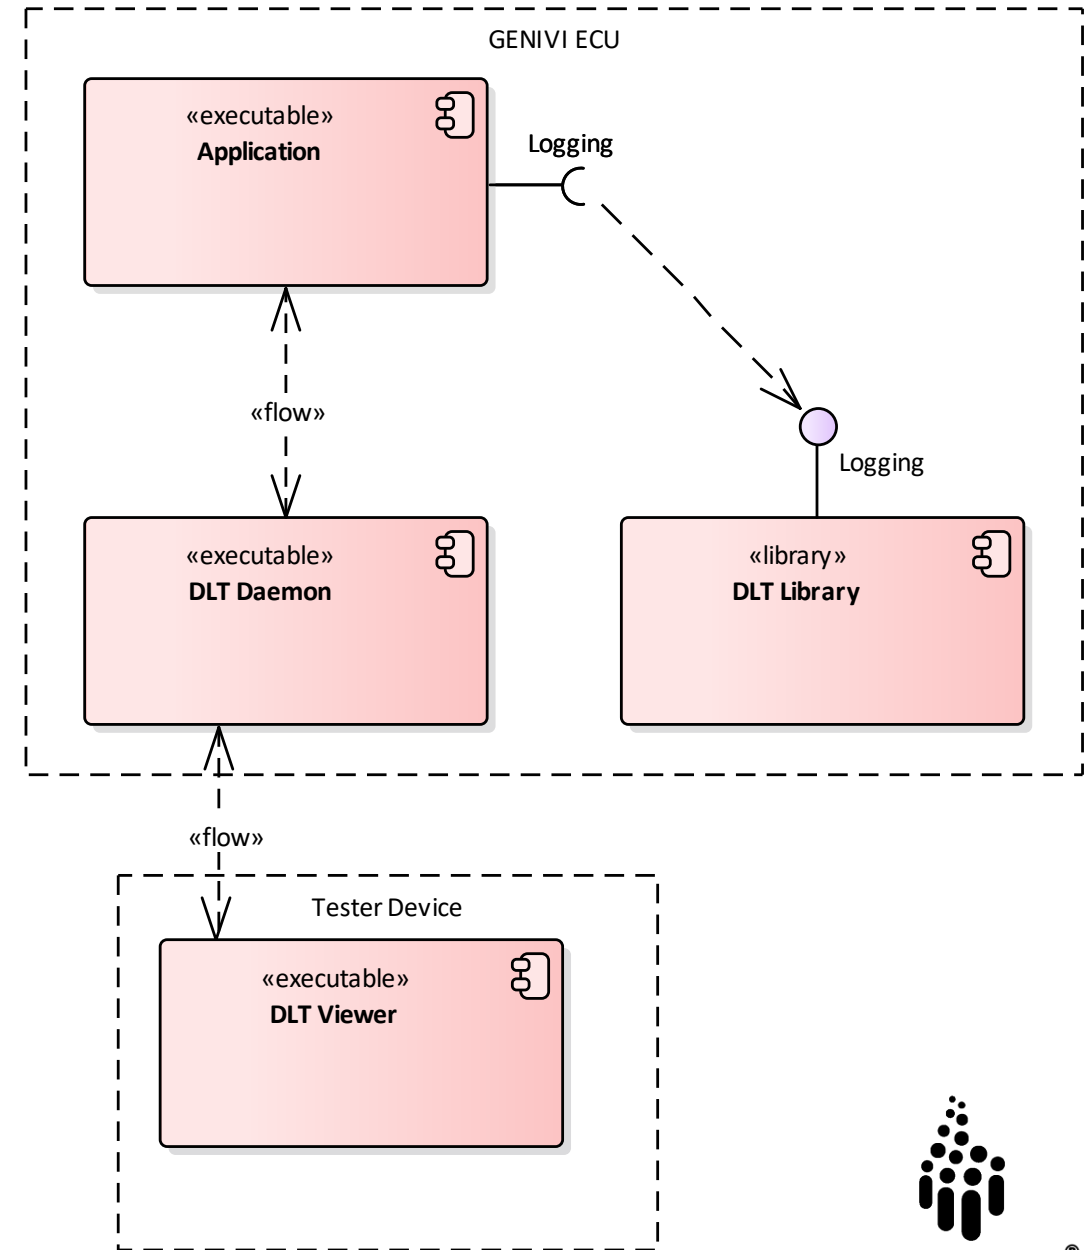 GENIVI ECU
«executable»
Application
Logging
«flow»
Logging
«executable»
DLT Daemon
«library»
DLT Library
«flow»
Tester Device
«executable»
DLT Viewer
®